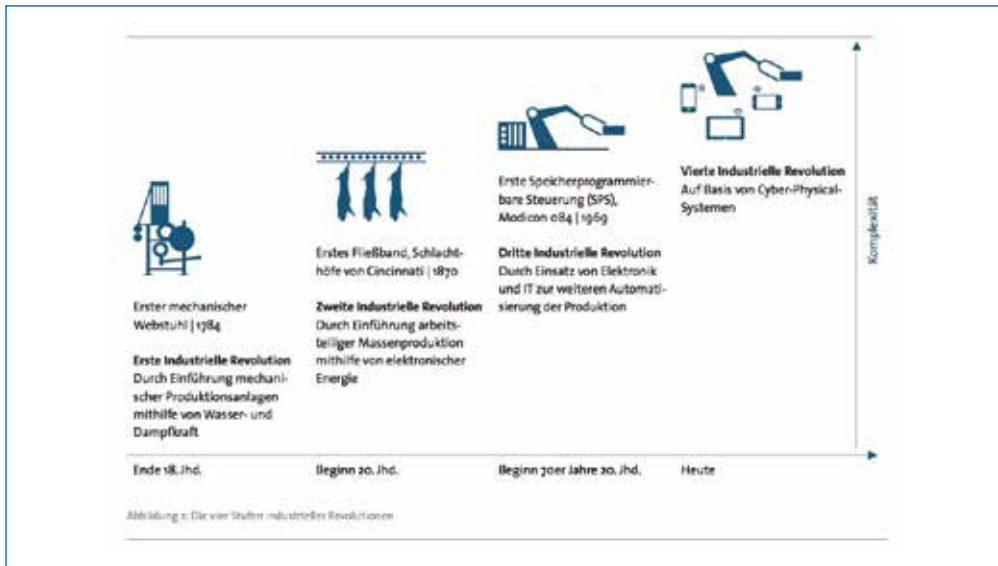 Erster mechanischer
Webstuhl | 1784
Erste Industrielle Revolution
Durch Einführung mechani-
scher Produktionsanlagen
mithilfe von Wasser- und
Dampfkraft
Erstes Fließband, Schlacht-
höfe von Cincinnati | 1870
Zweite Industrielle Revolution
Durch Einführung arbeits-
teiliger Massenproduktion
mithilfe von elektronischer
Energie
Erste Speicherprogrammier-
bare Steuerung (SPS),
Modicon 084 | 1969
Dritte Industrielle Revolution
Durch Einsatz von Elektronik
und IT zur weiteren Automati-
sierung der Produktion
Vierte Industrielle Revolution
Auf Basis von Cyber-Physical-
Systemen
Komplexität
Ende 18. Jhd.
Beginn 20. Jhd.
Beginn 70er Jahre 20. Jhd.
Heute
Abbildung Die vier Stufen industrieller Revolutionen